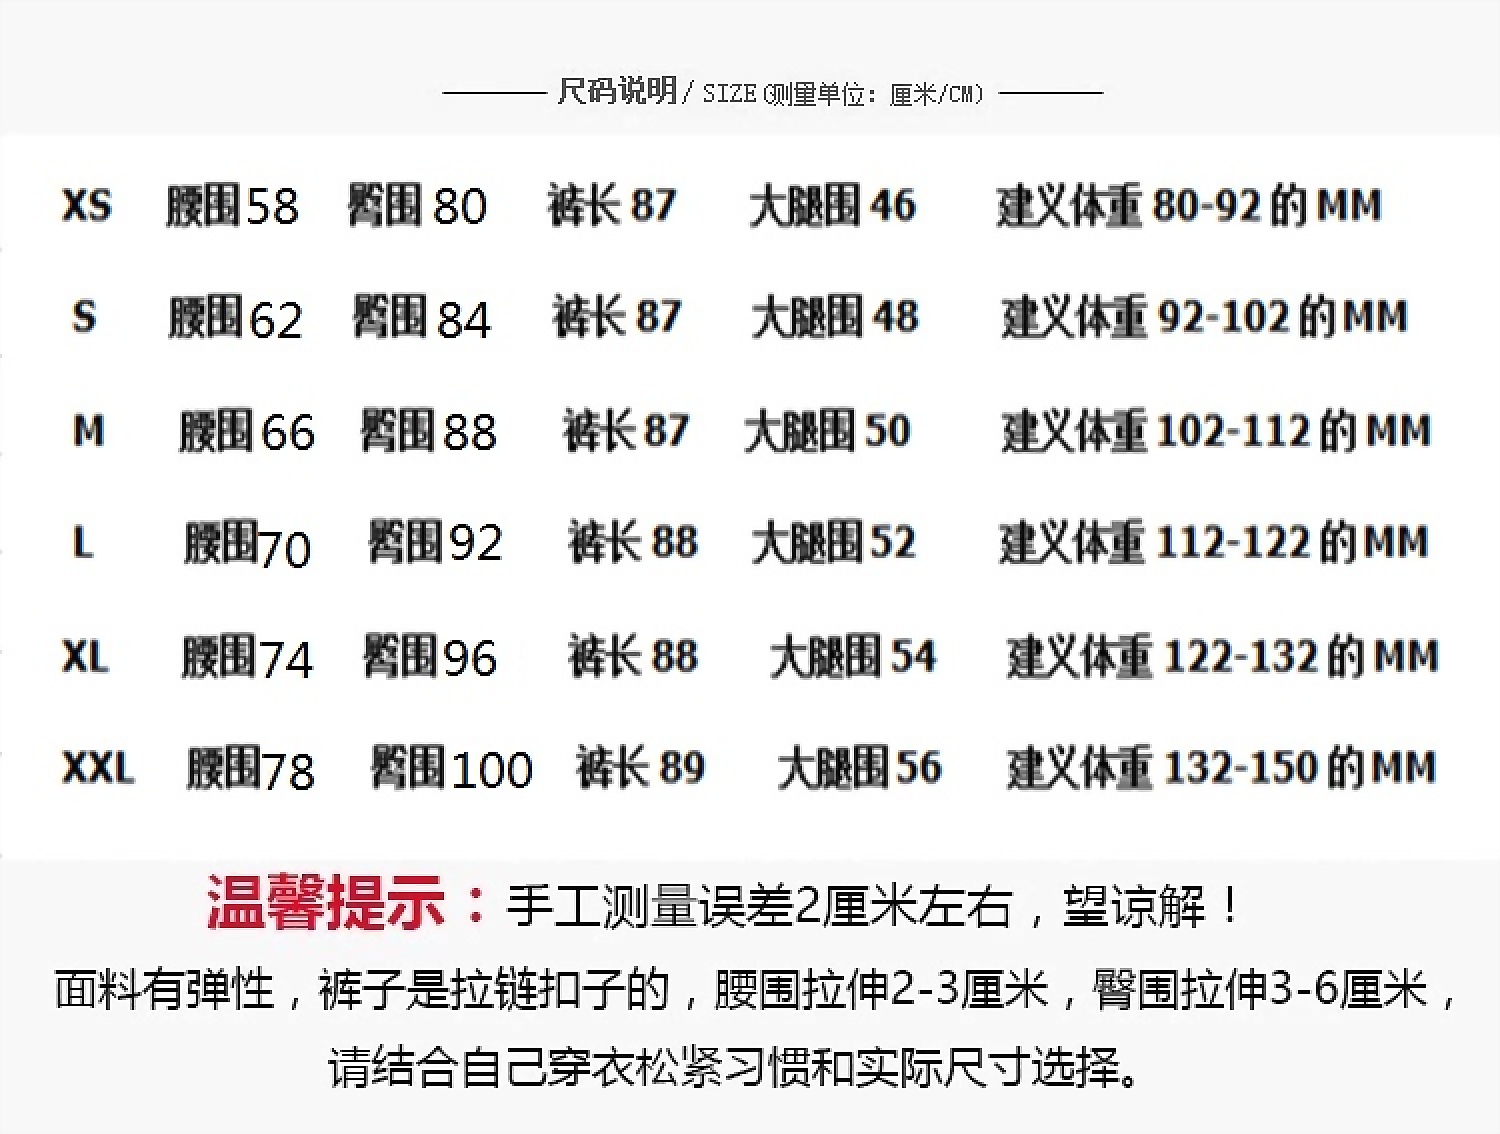 尺码说明/ SIZE(测量单位：厘米/CM)
XS 腰围58 臀围80 裤长87 大腿围46 建议体重80-92的MM
S 腰围62 臀围84 裤长87 大腿围48 建议体重92-102的MM
M 腰围66 臀围88 裤长87 大腿围50 建议体重102-112的MM
L 腰围70 臀围92 裤长88 大腿围52 建议体重112-122的MM
XL 腰围74 臀围96 裤长88 大腿围54 建议体重122-132的MM
XXL 腰围78 臀围100 裤长89 大腿围56 建议体重132-150的MM
温馨提示：手工测量误差2厘米左右，望谅解！
面料有弹性，裤子是拉链扣子的，腰围拉伸2-3厘米，臀围拉伸3-6厘米，
请结合自己穿衣松紧习惯和实际尺寸选择。